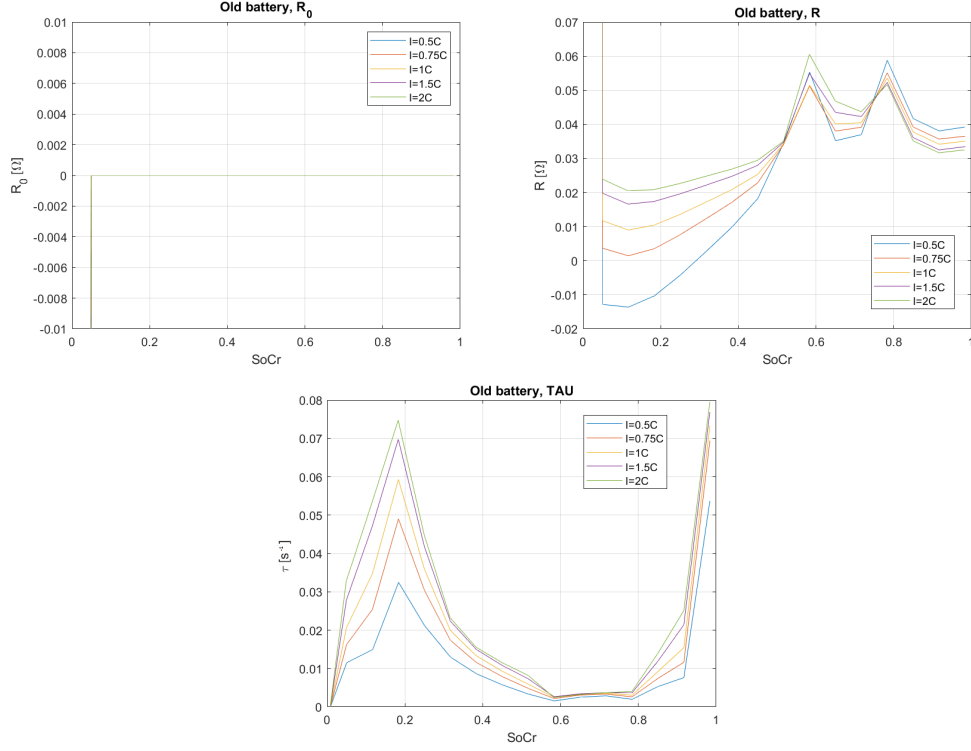 Old battery, R₀
0.01
0.008
0.006
0.004
0.002
0
-0.002
-0.004
-0.006
-0.008
-0.01
R₀ [Ω]
I=0.5C
I=0.75C
I=1C
I=1.5C
I=2C
0 0.2 0.4 0.6 0.8 1
SoCr
Old battery, R
0.07
0.06
0.05
0.04
0.03
0.02
0.01
0
-0.01
-0.02
R [Ω]
I=0.5C
I=0.75C
I=1C
I=1.5C
I=2C
0 0.2 0.4 0.6 0.8 1
SoCr
Old battery, TAU
0.08
0.07
0.06
0.05
0.04
0.03
0.02
0.01
0
τ [s⁻¹]
I=0.5C
I=0.75C
I=1C
I=1.5C
I=2C
0 0.2 0.4 0.6 0.8 1
SoCr